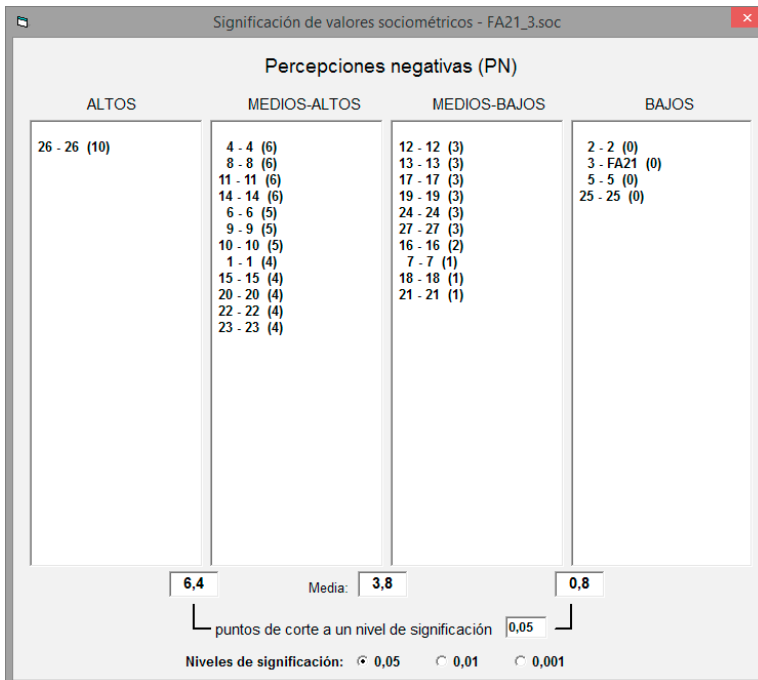 Significación de valores sociométricos - FA21_3.soc
Percepciones negativas (PN)
ALTOS
26 - 26 (10)
MEDIOS-ALTOS
4 - 4 (6)
8 - 8 (6)
11 - 11 (6)
14 - 14 (6)
6 - 6 (5)
9 - 9 (5)
10 - 10 (5)
1 - 1 (4)
15 - 15 (4)
20 - 20 (4)
22 - 22 (4)
23 - 23 (4)
MEDIOS-BAJOS
12 - 12 (3)
13 - 13 (3)
17 - 17 (3)
19 - 19 (3)
24 - 24 (3)
27 - 27 (3)
16 - 16 (2)
7 - 7 (1)
18 - 18 (1)
21 - 21 (1)
BAJOS
2 - 2 (0)
3 - FA21 (0)
5 - 5 (0)
25 - 25 (0)
6,4 Media: 3,8 0,8
puntos de corte a un nivel de significación 0,05
Niveles de significación: 0,05 0,01 0,001